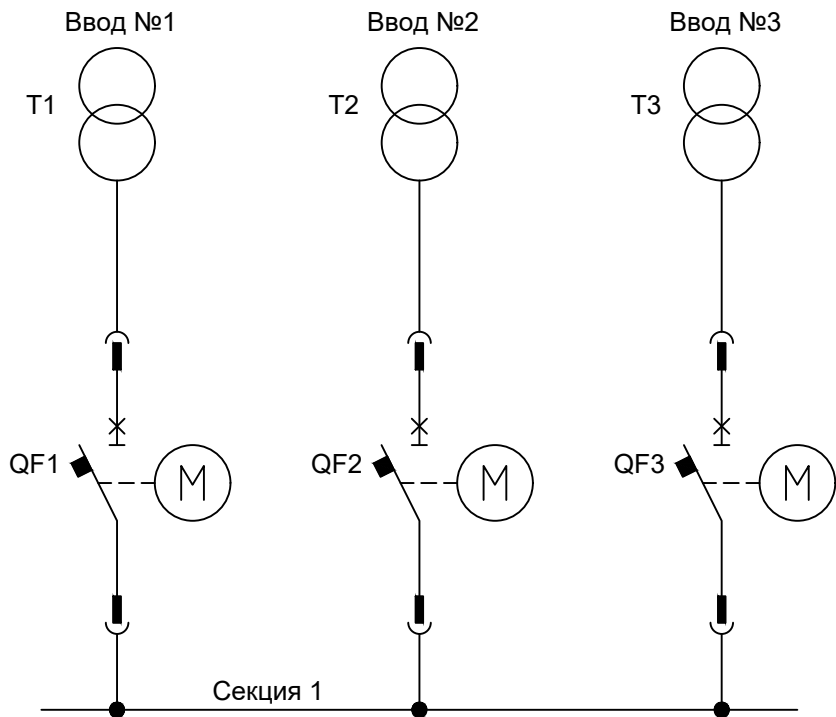 Ввод №1
Ввод №2
Ввод №3
T1
T2
T3
QF1
M
QF2
M
QF3
M
Секция 1